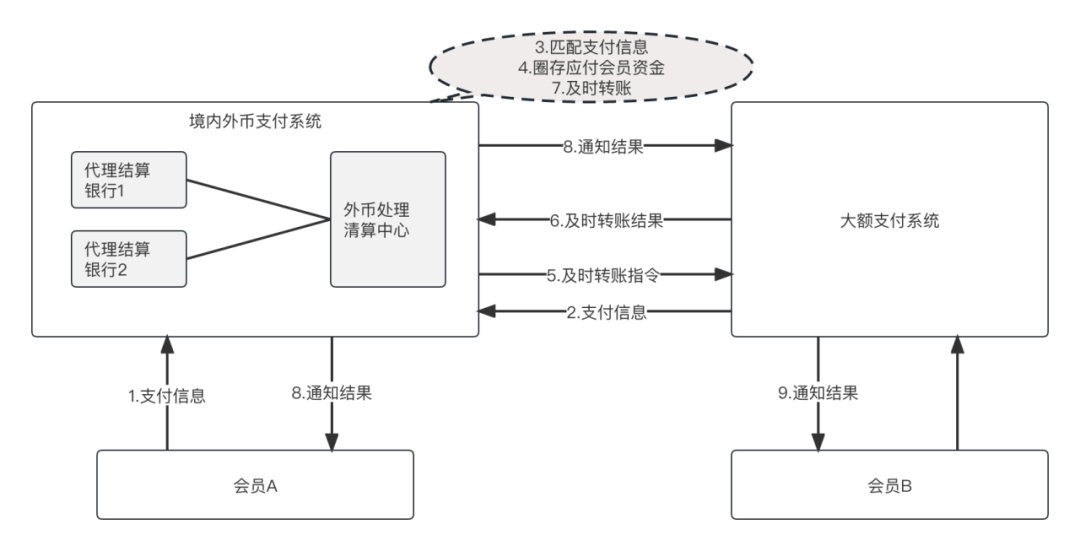 3.匹配支付信息
4.圈存应付会员资金
7.及时转账
境内外币支付系统
代理结算
银行1
代理结算
银行2
外币处理
清算中心
8.通知结果
6.及时转账结果
5.及时转账指令
2.支付信息
大额支付系统
1.支付信息
8.通知结果
9.通知结果
会员A
会员B